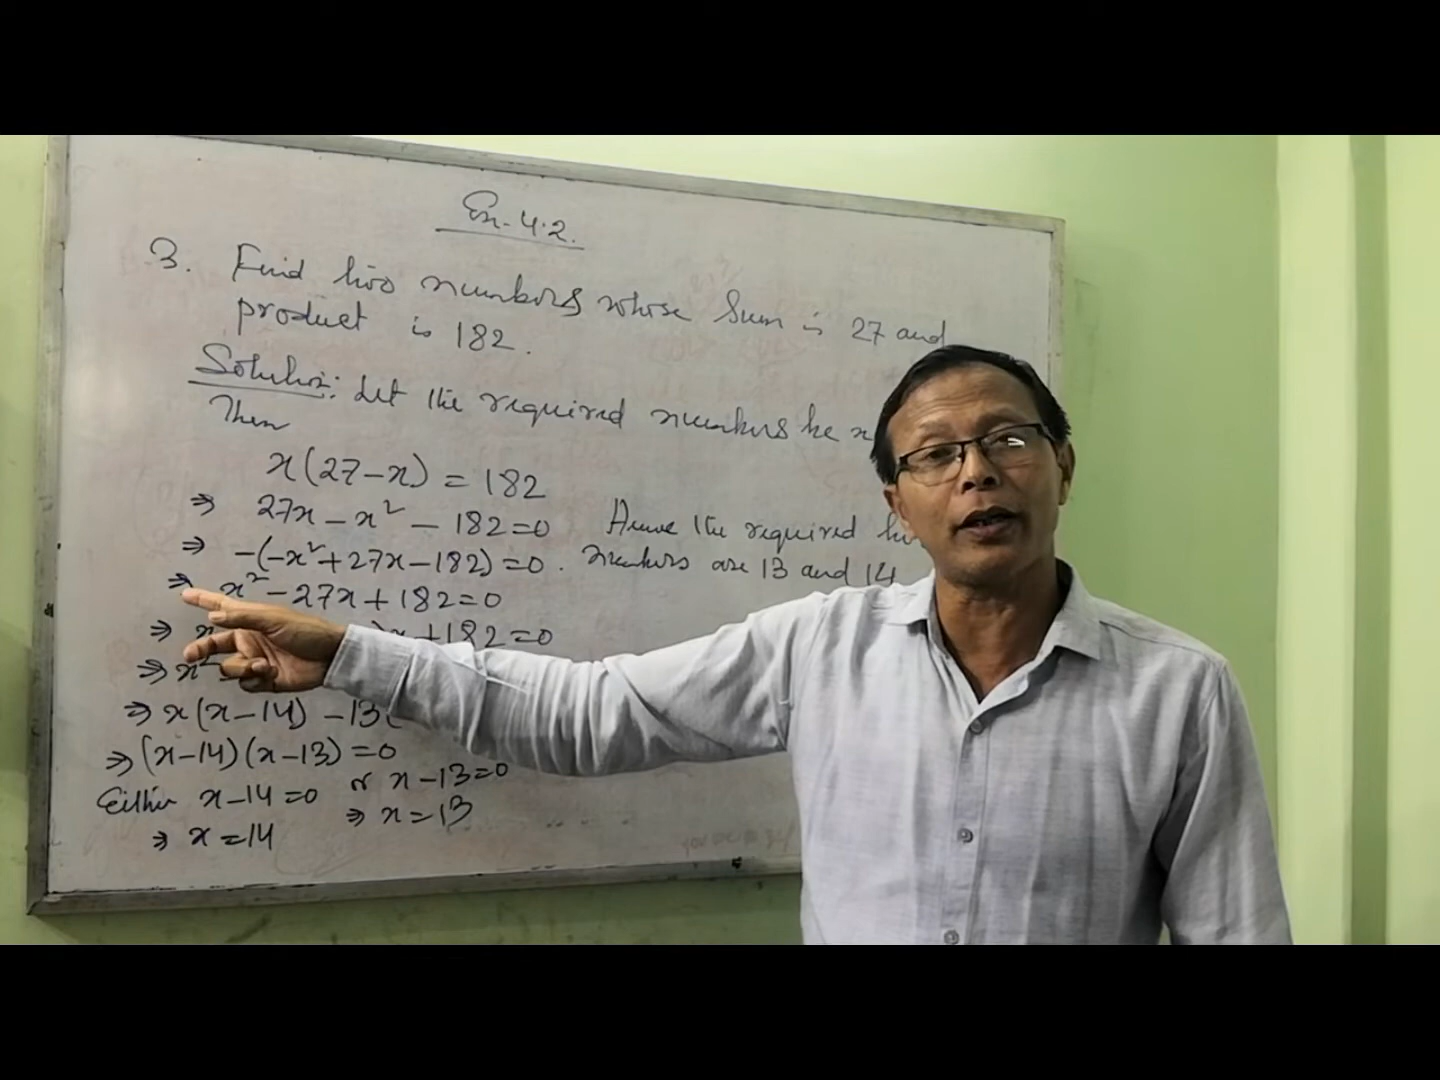 Ex-4.2.
3. Find two numbers whose sum is 27 and
product is 182.
Solution: Let the required numbers be x
Then
x(27-x) = 182
⇒ 27x - x² - 182=0
⇒ -(-x²+27x-182)=0.
⇒ x²-27x+182=0
⇒ x +182=0
⇒ x²-
⇒ x(x-14) -13(
⇒ (x-14)(x-13)=0
Either x-14=0 or x-13=0
⇒ x=14 ⇒ x=13
Hence the required
numbers are 13 and 14